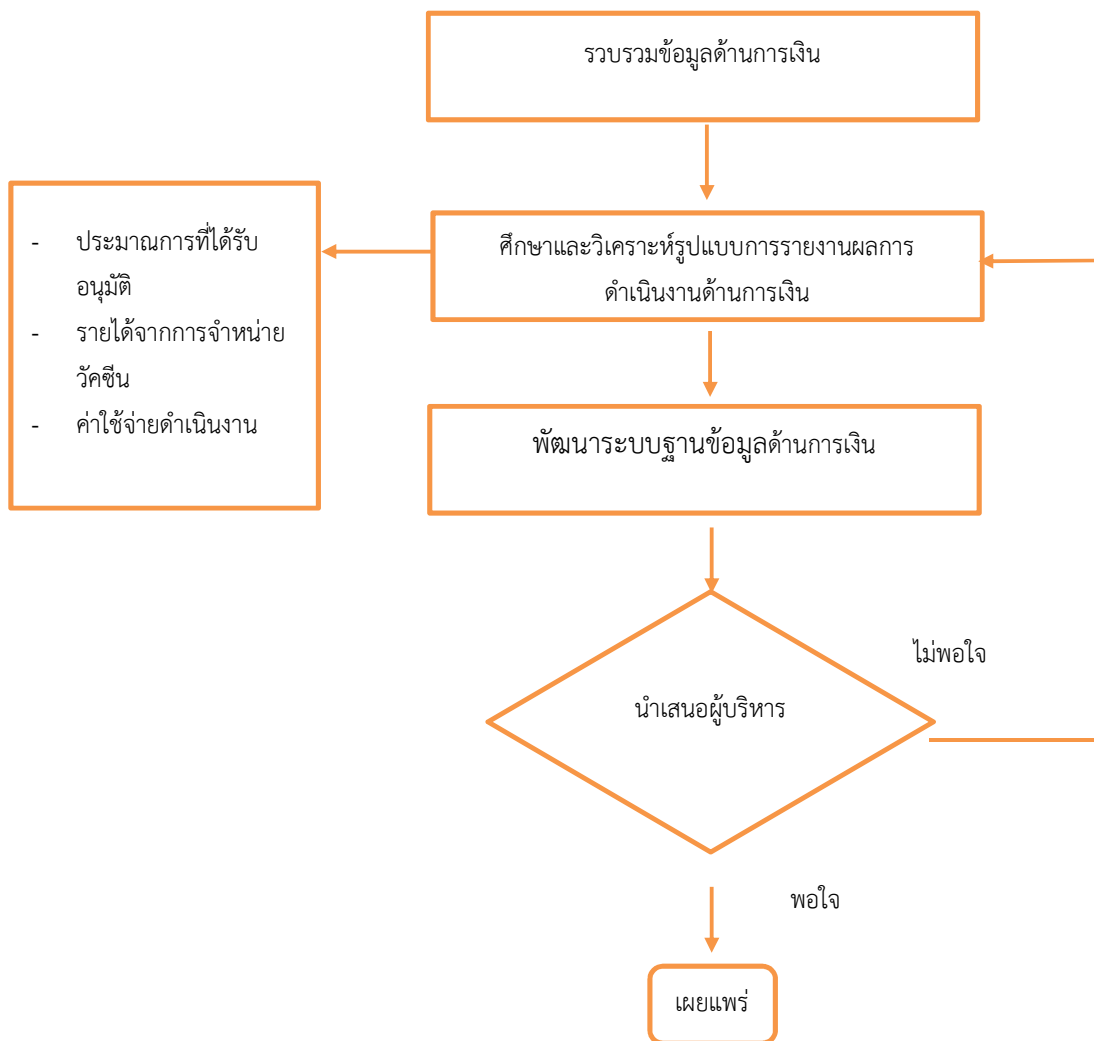 รวบรวมข้อมูลด้านการเงิน
ศึกษาและวิเคราะห์รูปแบบการรายงานผลการ
ดำเนินงานด้านการเงิน
- ประมาณการที่ได้รับ
อนุมัติ
- รายได้จากการจำหน่าย
วัคซีน
- ค่าใช้จ่ายดำเนินงาน
พัฒนาระบบฐานข้อมูลด้านการเงิน
นำเสนอผู้บริหาร
ไม่พอใจ
พอใจ
เผยแพร่